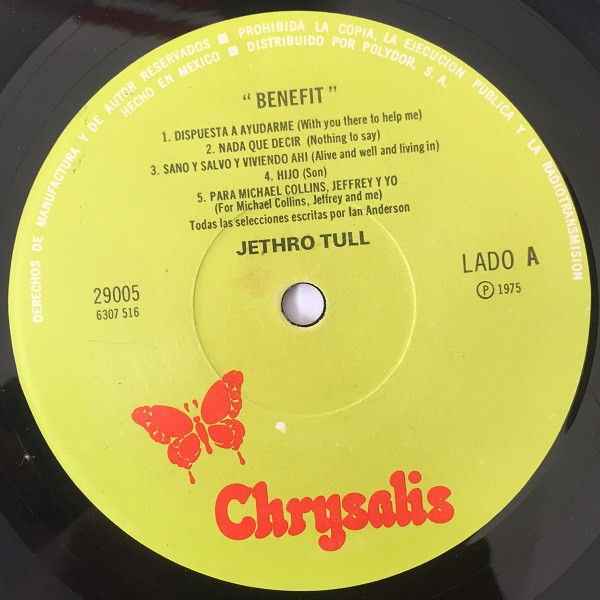 DERECHOS DE MANUFACTURA Y DE AUTOR RESERVADOS " PROHIBIDA LA COPIA, LA EJECUCION PUBLICA Y LA RADIOTRANSMISION
HECHO EN MEXICO • DISTRIBUIDO POR POLYDOR, S. A.
“ BENEFIT ”
1. DISPUESTA A AYUDARME (With you there to help me)
2. NADA QUE DECIR (Nothing to say)
3. SANO Y SALVO Y VIVIENDO AHI (Alive and well and living in)
4. HIJO (Son)
5. PARA MICHAEL COLLINS, JEFFREY Y YO
(For Michael Collins, Jeffrey and me)
Todas las selecciones escritas por Ian Anderson
JETHRO TULL
29005
6307 516
LADO A
Ⓟ 1975
Chrysalis